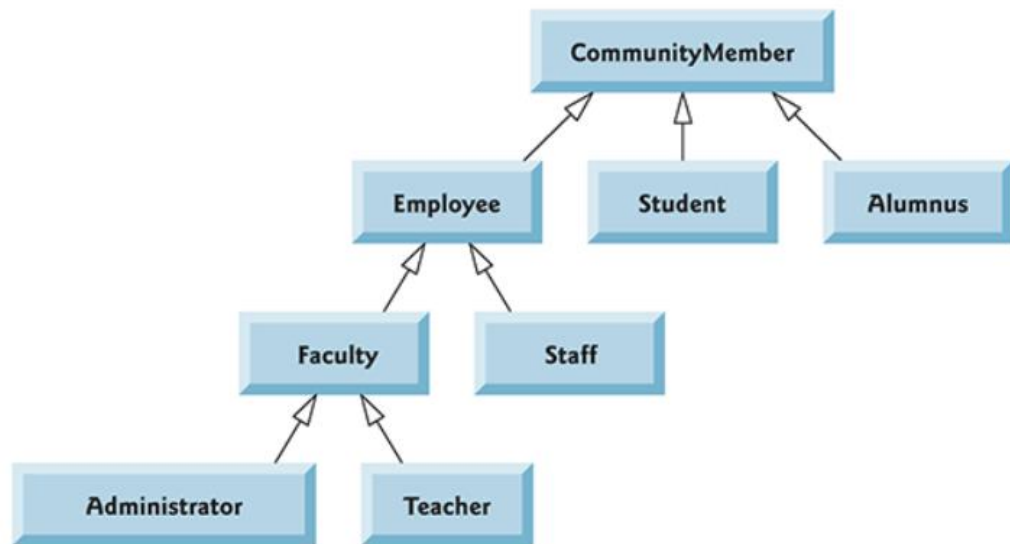 CommunityMember
Employee
Student
Alumnus
Faculty
Staff
Administrator
Teacher